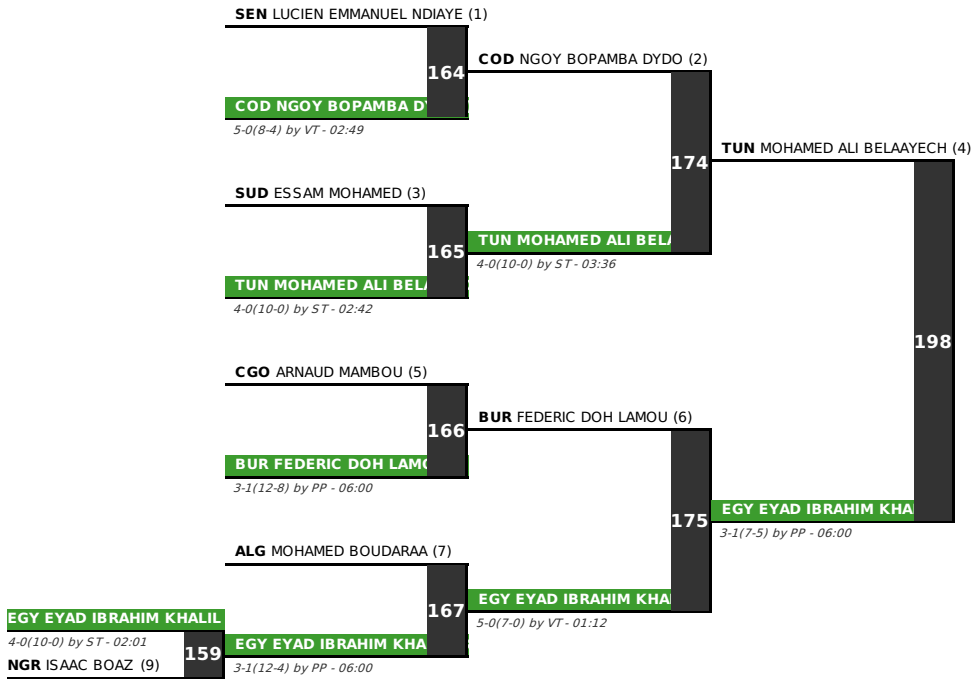 SEN LUCIEN EMMANUEL NDIAYE (1)
164
COD NGOY BOPAMBA
5-0(8-4) by VT - 02:49
COD NGOY BOPAMBA DYDO (2)
174
SUD ESSAM MOHAMED (3)
165
TUN MOHAMED ALI
4-0(10-0) by ST - 02:42
TUN MOHAMED ALI
4-0(10-0) by ST - 03:36
TUN MOHAMED ALI BELAAYECH (4)
198
CGO ARNAUD MAMBOU (5)
166
BUR FEDERIC DOH
3-1(12-8) by PP - 06:00
BUR FEDERIC DOH LAMOU (6)
175
ALG MOHAMED BOUDARAA (7)
167
EGY EYAD IBRAHIM
3-1(12-4) by PP - 06:00
EGY EYAD IBRAHIM
5-0(7-0) by VT - 01:12
EGY EYAD IBRAHIM
3-1(7-5) by PP - 06:00
EGY EYAD IBRAHIM KHALIL
4-0(10-0) by ST - 02:01
NGR ISAAC BOAZ (9)
159